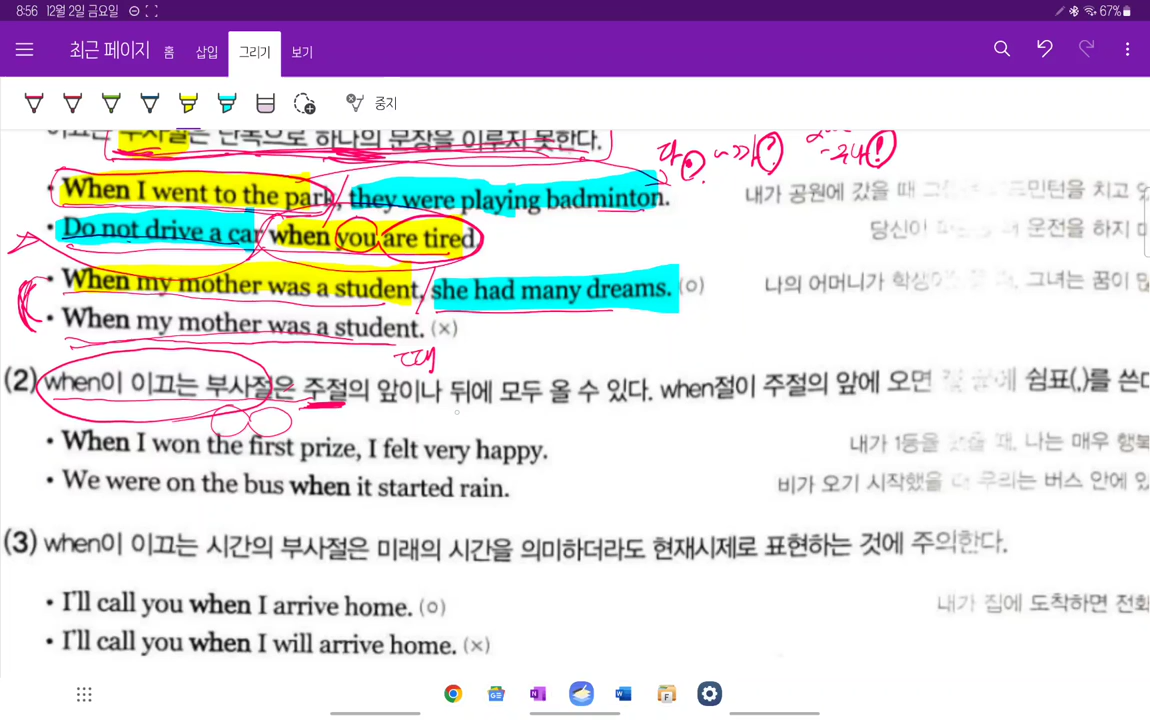 8:56 12월 2일 금요일
67%
최근 페이지 홈 삽입 그리기 보기
중지
이끄는 부사절은 단독으로 하나의 문장을 이루지 못한다.
• When I went to the park, they were playing badminton. 내가 공원에 갔을 때
• Do not drive a car when you are tired. 당신이 운전을 하지
• When my mother was a student, she had many dreams. (o) 나의 어머니가 그녀는 꿈이
• When my mother was a student. (×)
(2) when이 이끄는 부사절은 주절의 앞이나 뒤에 모두 올 수 있다. when절이 주절의 앞에 오면 쉼표(,)를 쓴다
• When I won the first prize, I felt very happy. 내가 1등을 때, 나는 매우 행복
• We were on the bus when it started rain. 비가 오기 시작했을 때 우리는 버스 안에
(3) when이 이끄는 시간의 부사절은 미래의 시간을 의미하더라도 현재시제로 표현하는 것에 주의한다.
• I'll call you when I arrive home. (o) 내가 집에 도착하면 전화
• I'll call you when I will arrive home. (×)